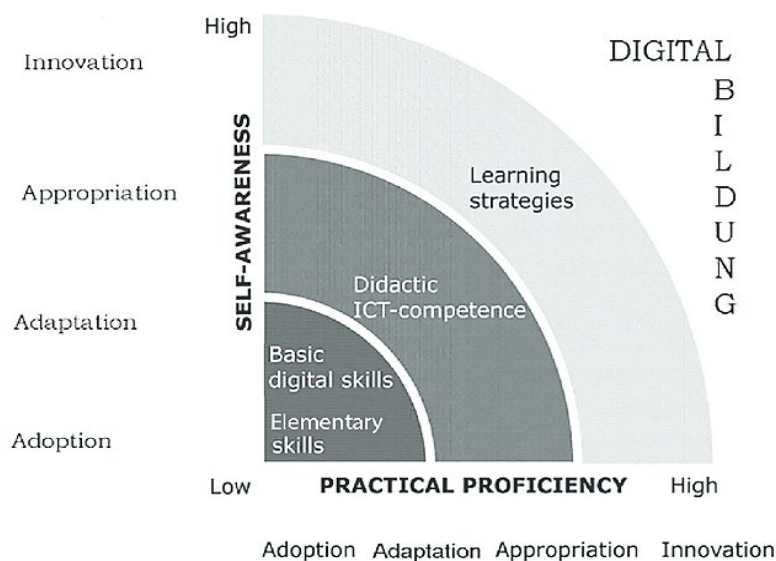 High
Innovation
DIGITAL
BILDUNG
Learning
strategies
Appropriation
SELF-AWARENESS
Didactic
ICT-competence
Adaptation
Basic
digital skills
Elementary
skills
Adoption
Low
PRACTICAL PROFICIENCY
High
Adoption Adaptation Appropriation Innovation